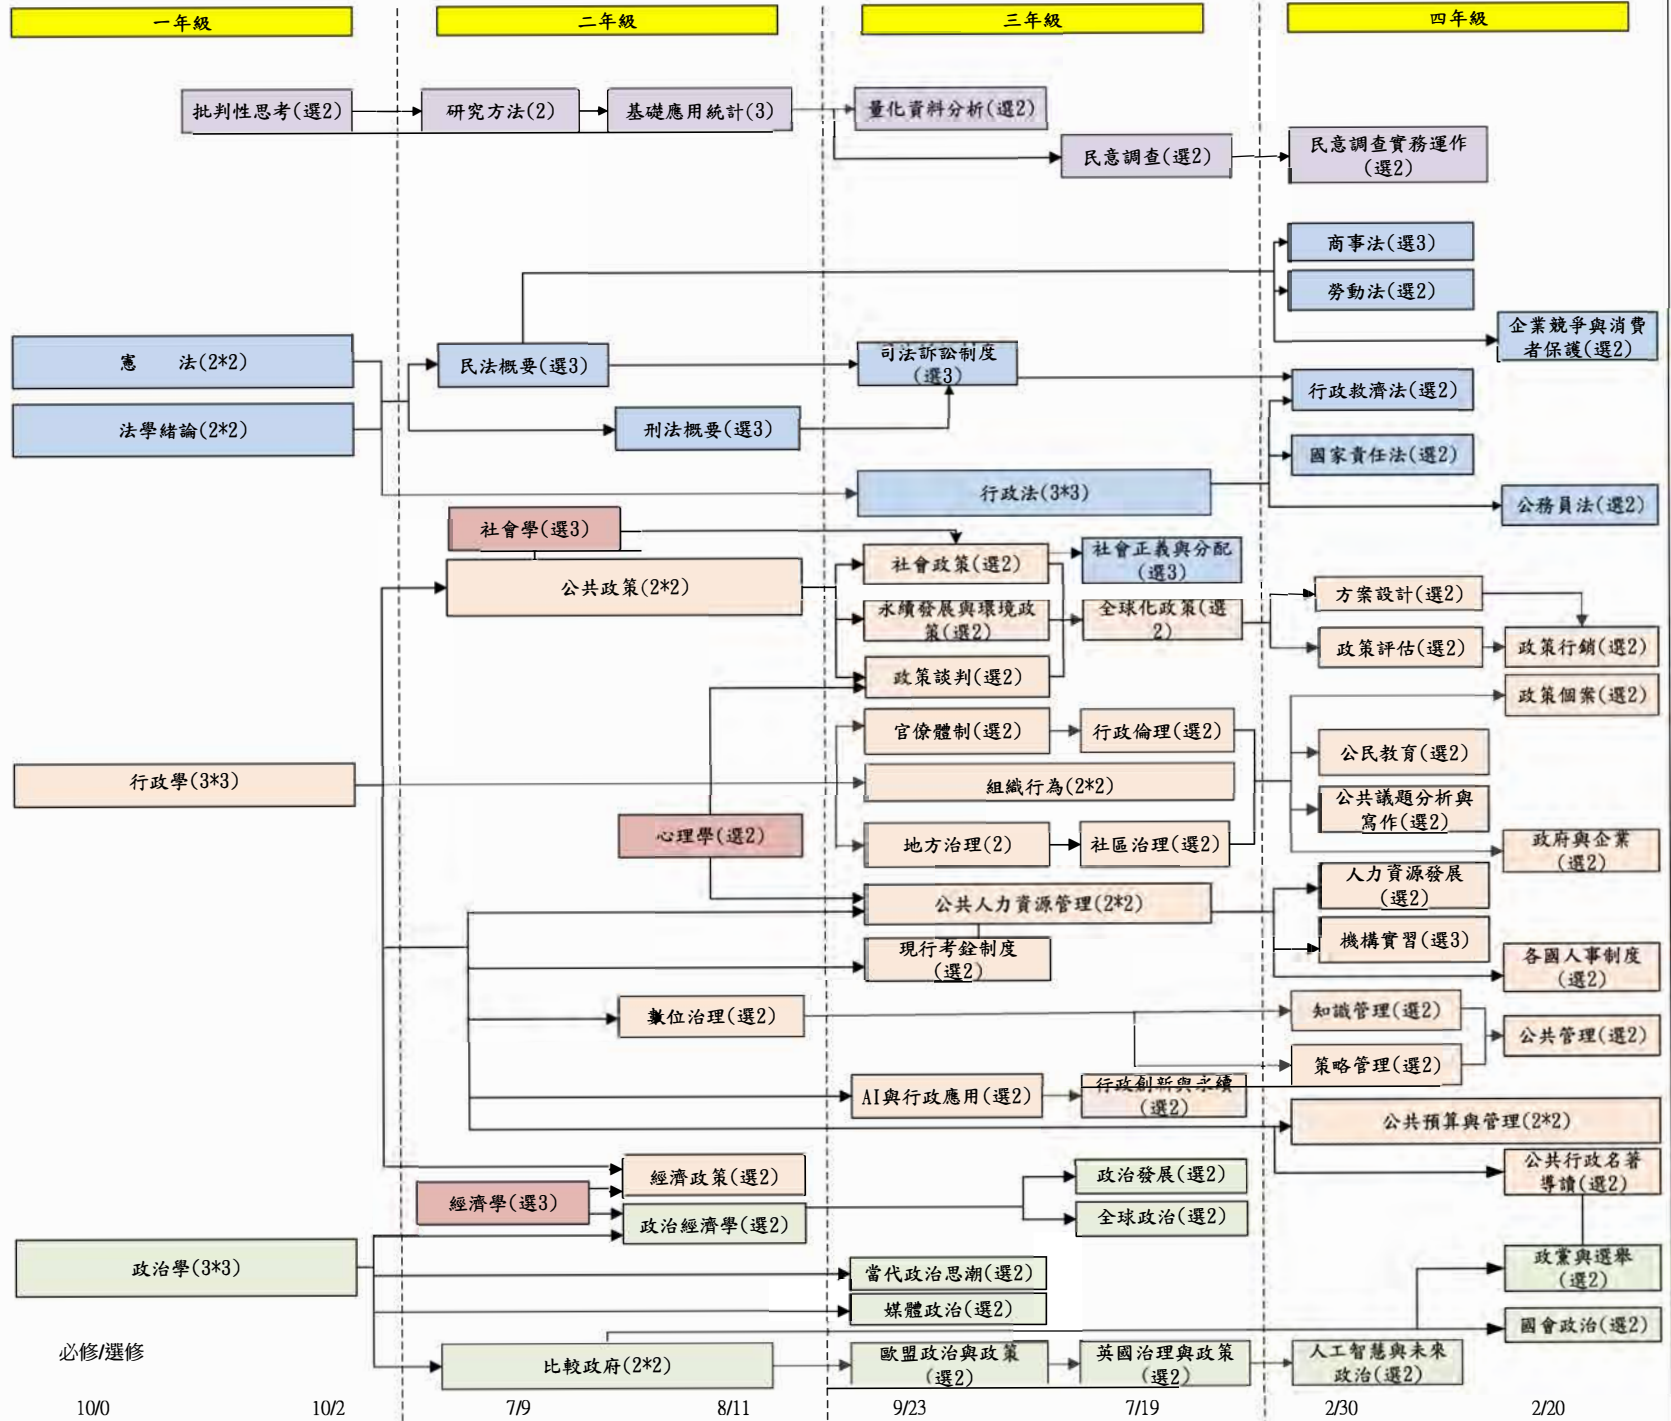 一年級
二年級
三年級
四年級
批判性思考(選2)
研究方法(2)
基礎應用統計(3)
量化資料分析(選2)
民意調查(選2)
民意調查實務運作
(選2)
商事法(選3)
勞動法(選2)
企業競爭與消費
者保護(選2)
憲　　法(2*2)
民法概要(選3)
司法訴訟制度
(選3)
行政救濟法(選2)
法學緒論(2*2)
刑法概要(選3)
國家責任法(選2)
行政法(3*3)
公務員法(選2)
社會學(選3)
社會政策(選2)
社會正義與分配
(選3)
公共政策(2*2)
方案設計(選2)
永續發展與環境政
策(選2)
全球化政策(選
2)
政策評估(選2)
政策行銷(選2)
政策談判(選2)
政策個案(選2)
官僚體制(選2)
行政倫理(選2)
公民教育(選2)
行政學(3*3)
組織行為(2*2)
公共議題分析與
寫作(選2)
心理學(選2)
地方治理(2)
社區治理(選2)
政府與企業
(選2)
人力資源發展
(選2)
公共人力資源管理(2*2)
機構實習(選3)
現行考銓制度
(選2)
各國人事制度
(選2)
數位治理(選2)
知識管理(選2)
公共管理(選2)
策略管理(選2)
AI與行政應用(選2)
行政創新與永續
(選2)
公共預算與管理(2*2)
經濟政策(選2)
政治發展(選2)
公共行政名著
導讀(選2)
經濟學(選3)
政治經濟學(選2)
全球政治(選2)
政治學(3*3)
當代政治思潮(選2)
政黨與選舉
(選2)
媒體政治(選2)
國會政治(選2)
必修/選修
比較政府(2*2)
歐盟政治與政策
(選2)
英國治理與政策
(選2)
人工智慧與未來
政治(選2)
10/0
10/2
7/9
8/11
9/23
7/19
2/30
2/20